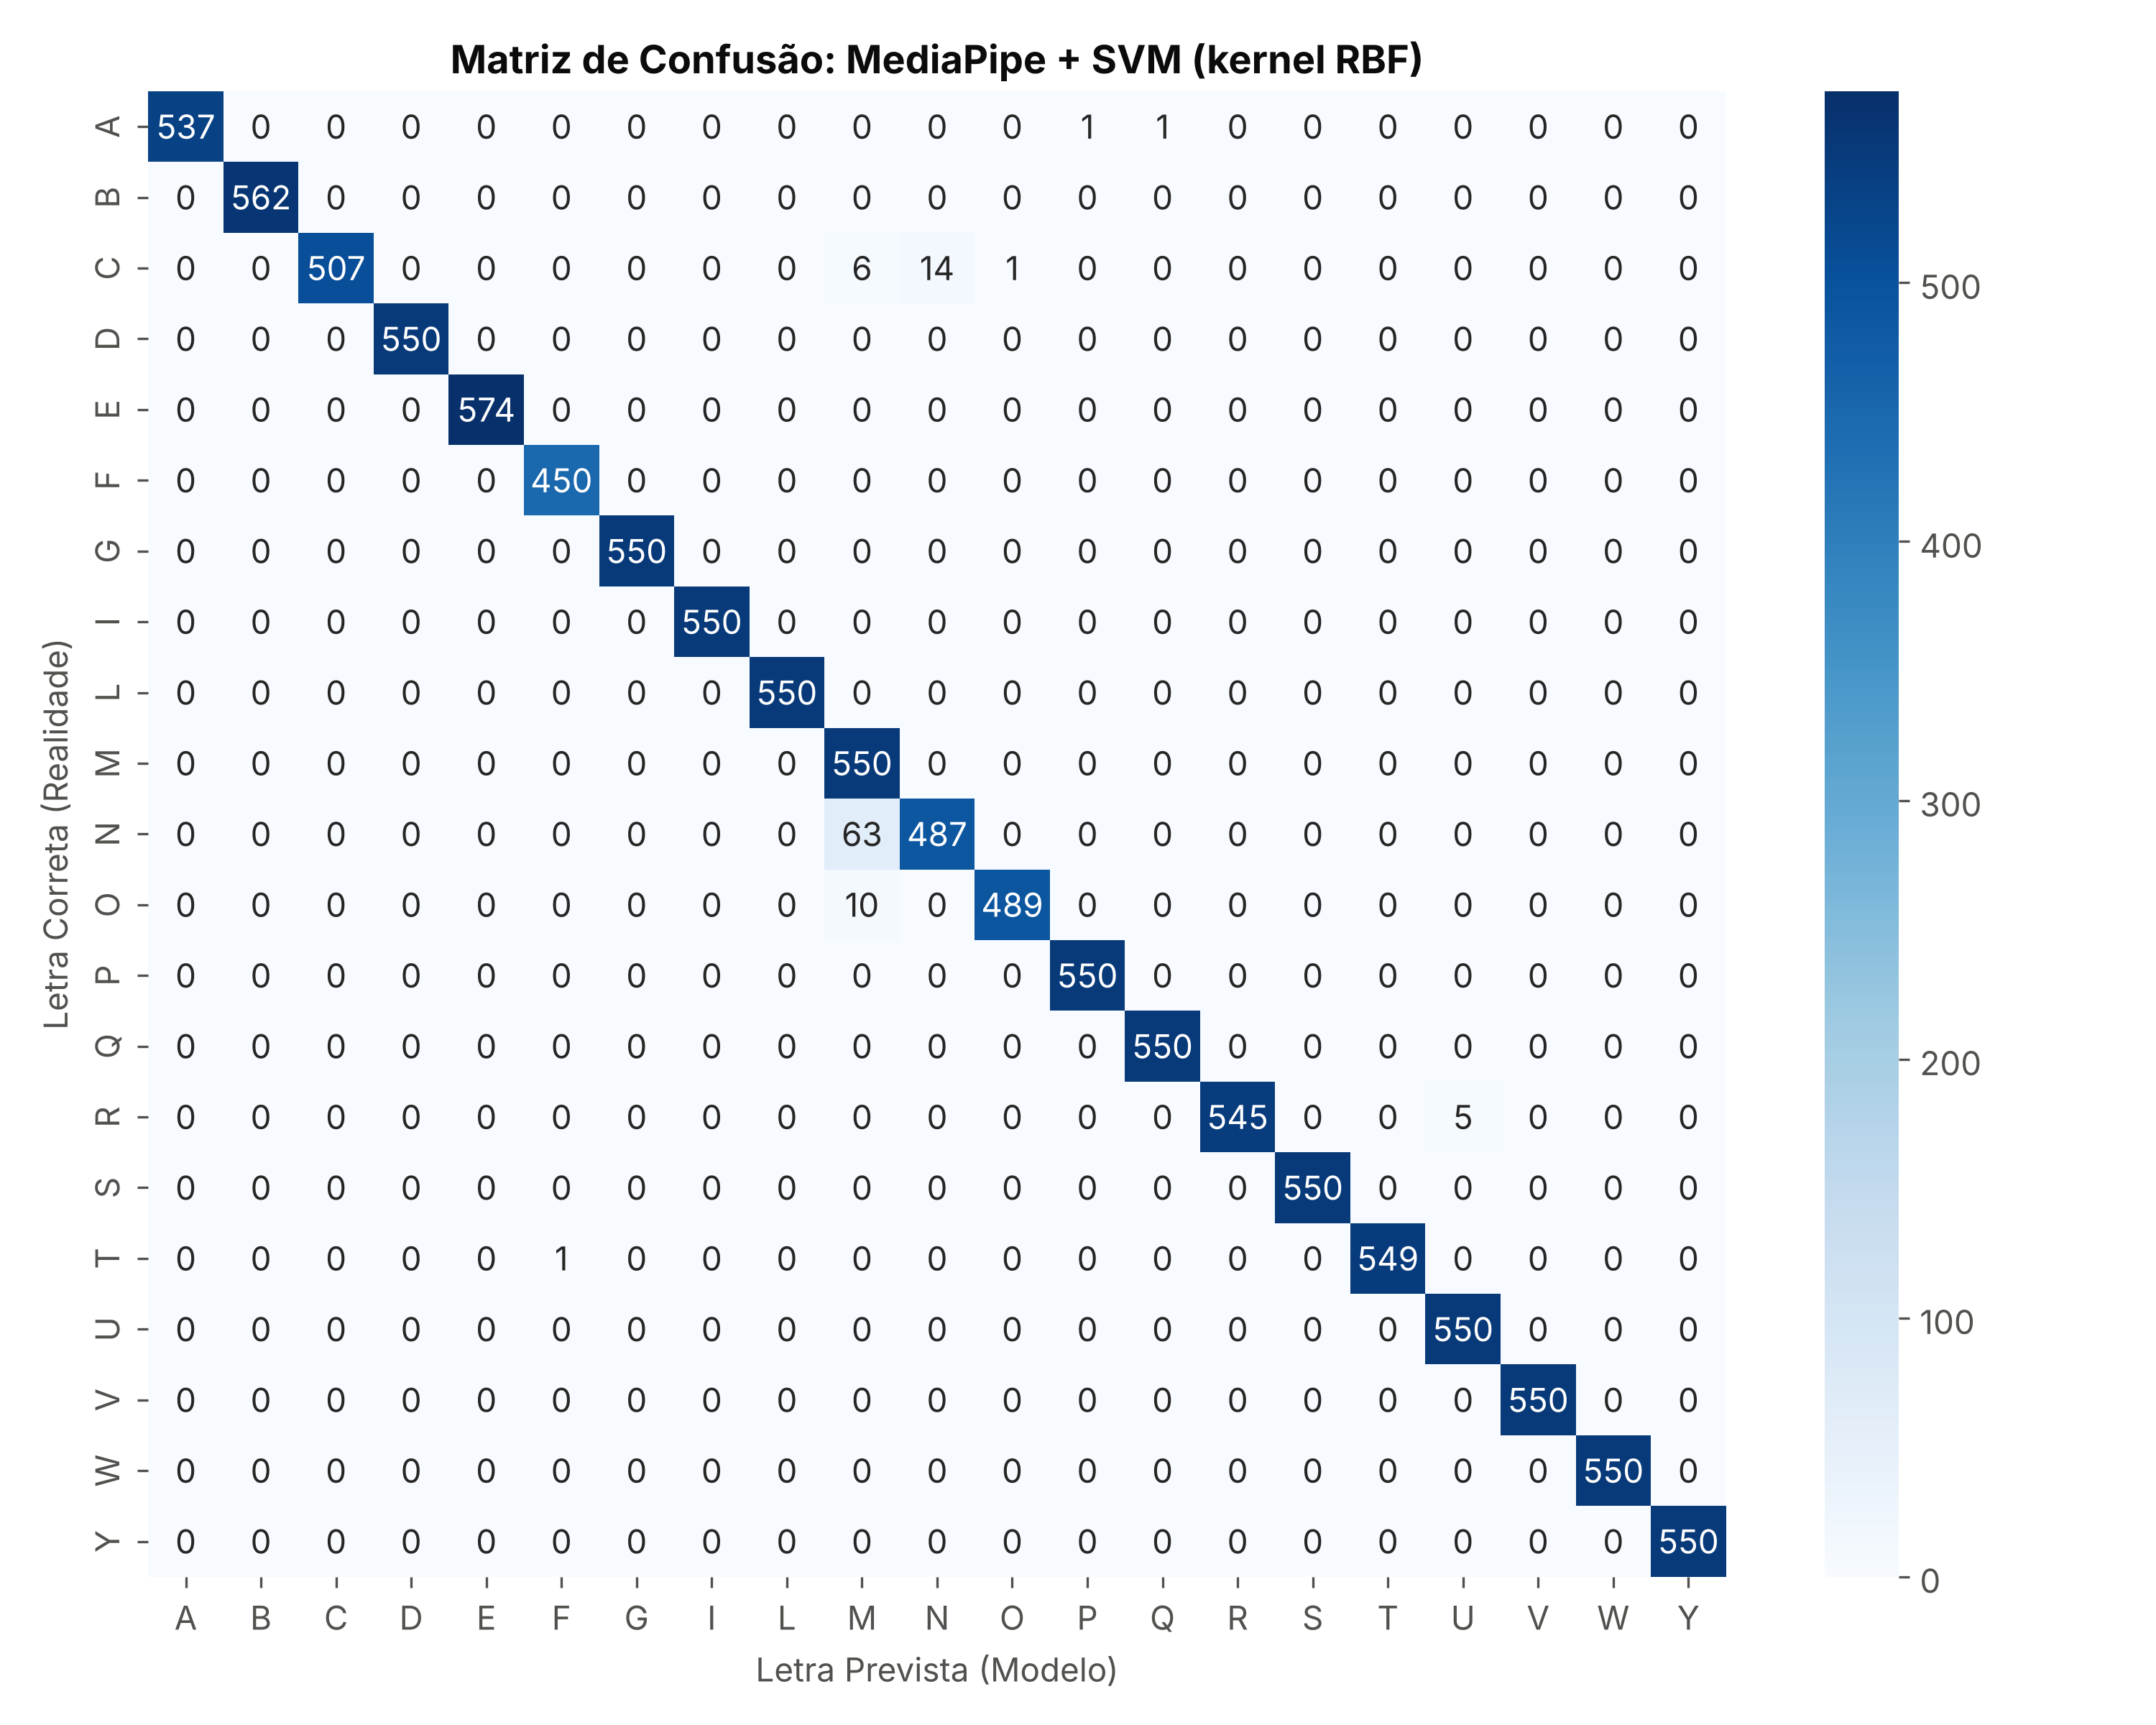 Matriz de Confusão: MediaPipe + SVM (kernel RBF)
A 537 0 0 0 0 0 0 0 0 0 0 0 1 1 0 0 0 0 0 0 0
B 0 562 0 0 0 0 0 0 0 0 0 0 0 0 0 0 0 0 0 0 0
C 0 0 507 0 0 0 0 0 0 6 14 1 0 0 0 0 0 0 0 0 0
D 0 0 0 550 0 0 0 0 0 0 0 0 0 0 0 0 0 0 0 0 0
E 0 0 0 0 574 0 0 0 0 0 0 0 0 0 0 0 0 0 0 0 0
F 0 0 0 0 0 450 0 0 0 0 0 0 0 0 0 0 0 0 0 0 0
G 0 0 0 0 0 0 550 0 0 0 0 0 0 0 0 0 0 0 0 0 0
I 0 0 0 0 0 0 0 550 0 0 0 0 0 0 0 0 0 0 0 0 0
L 0 0 0 0 0 0 0 0 550 0 0 0 0 0 0 0 0 0 0 0 0
M 0 0 0 0 0 0 0 0 0 550 0 0 0 0 0 0 0 0 0 0 0
N 0 0 0 0 0 0 0 0 0 63 487 0 0 0 0 0 0 0 0 0 0
O 0 0 0 0 0 0 0 0 0 10 0 489 0 0 0 0 0 0 0 0 0
P 0 0 0 0 0 0 0 0 0 0 0 0 550 0 0 0 0 0 0 0 0
Q 0 0 0 0 0 0 0 0 0 0 0 0 0 550 0 0 0 0 0 0 0
R 0 0 0 0 0 0 0 0 0 0 0 0 0 0 545 0 0 5 0 0 0
S 0 0 0 0 0 0 0 0 0 0 0 0 0 0 0 550 0 0 0 0 0
T 0 0 0 0 0 1 0 0 0 0 0 0 0 0 0 0 549 0 0 0 0
U 0 0 0 0 0 0 0 0 0 0 0 0 0 0 0 0 0 550 0 0 0
V 0 0 0 0 0 0 0 0 0 0 0 0 0 0 0 0 0 0 550 0 0
W 0 0 0 0 0 0 0 0 0 0 0 0 0 0 0 0 0 0 0 550 0
Y 0 0 0 0 0 0 0 0 0 0 0 0 0 0 0 0 0 0 0 0 550
A B C D E F G I L M N O P Q R S T U V W Y
Letra Prevista (Modelo)
Letra Correta (Realidade)
500
400
300
200
100
0